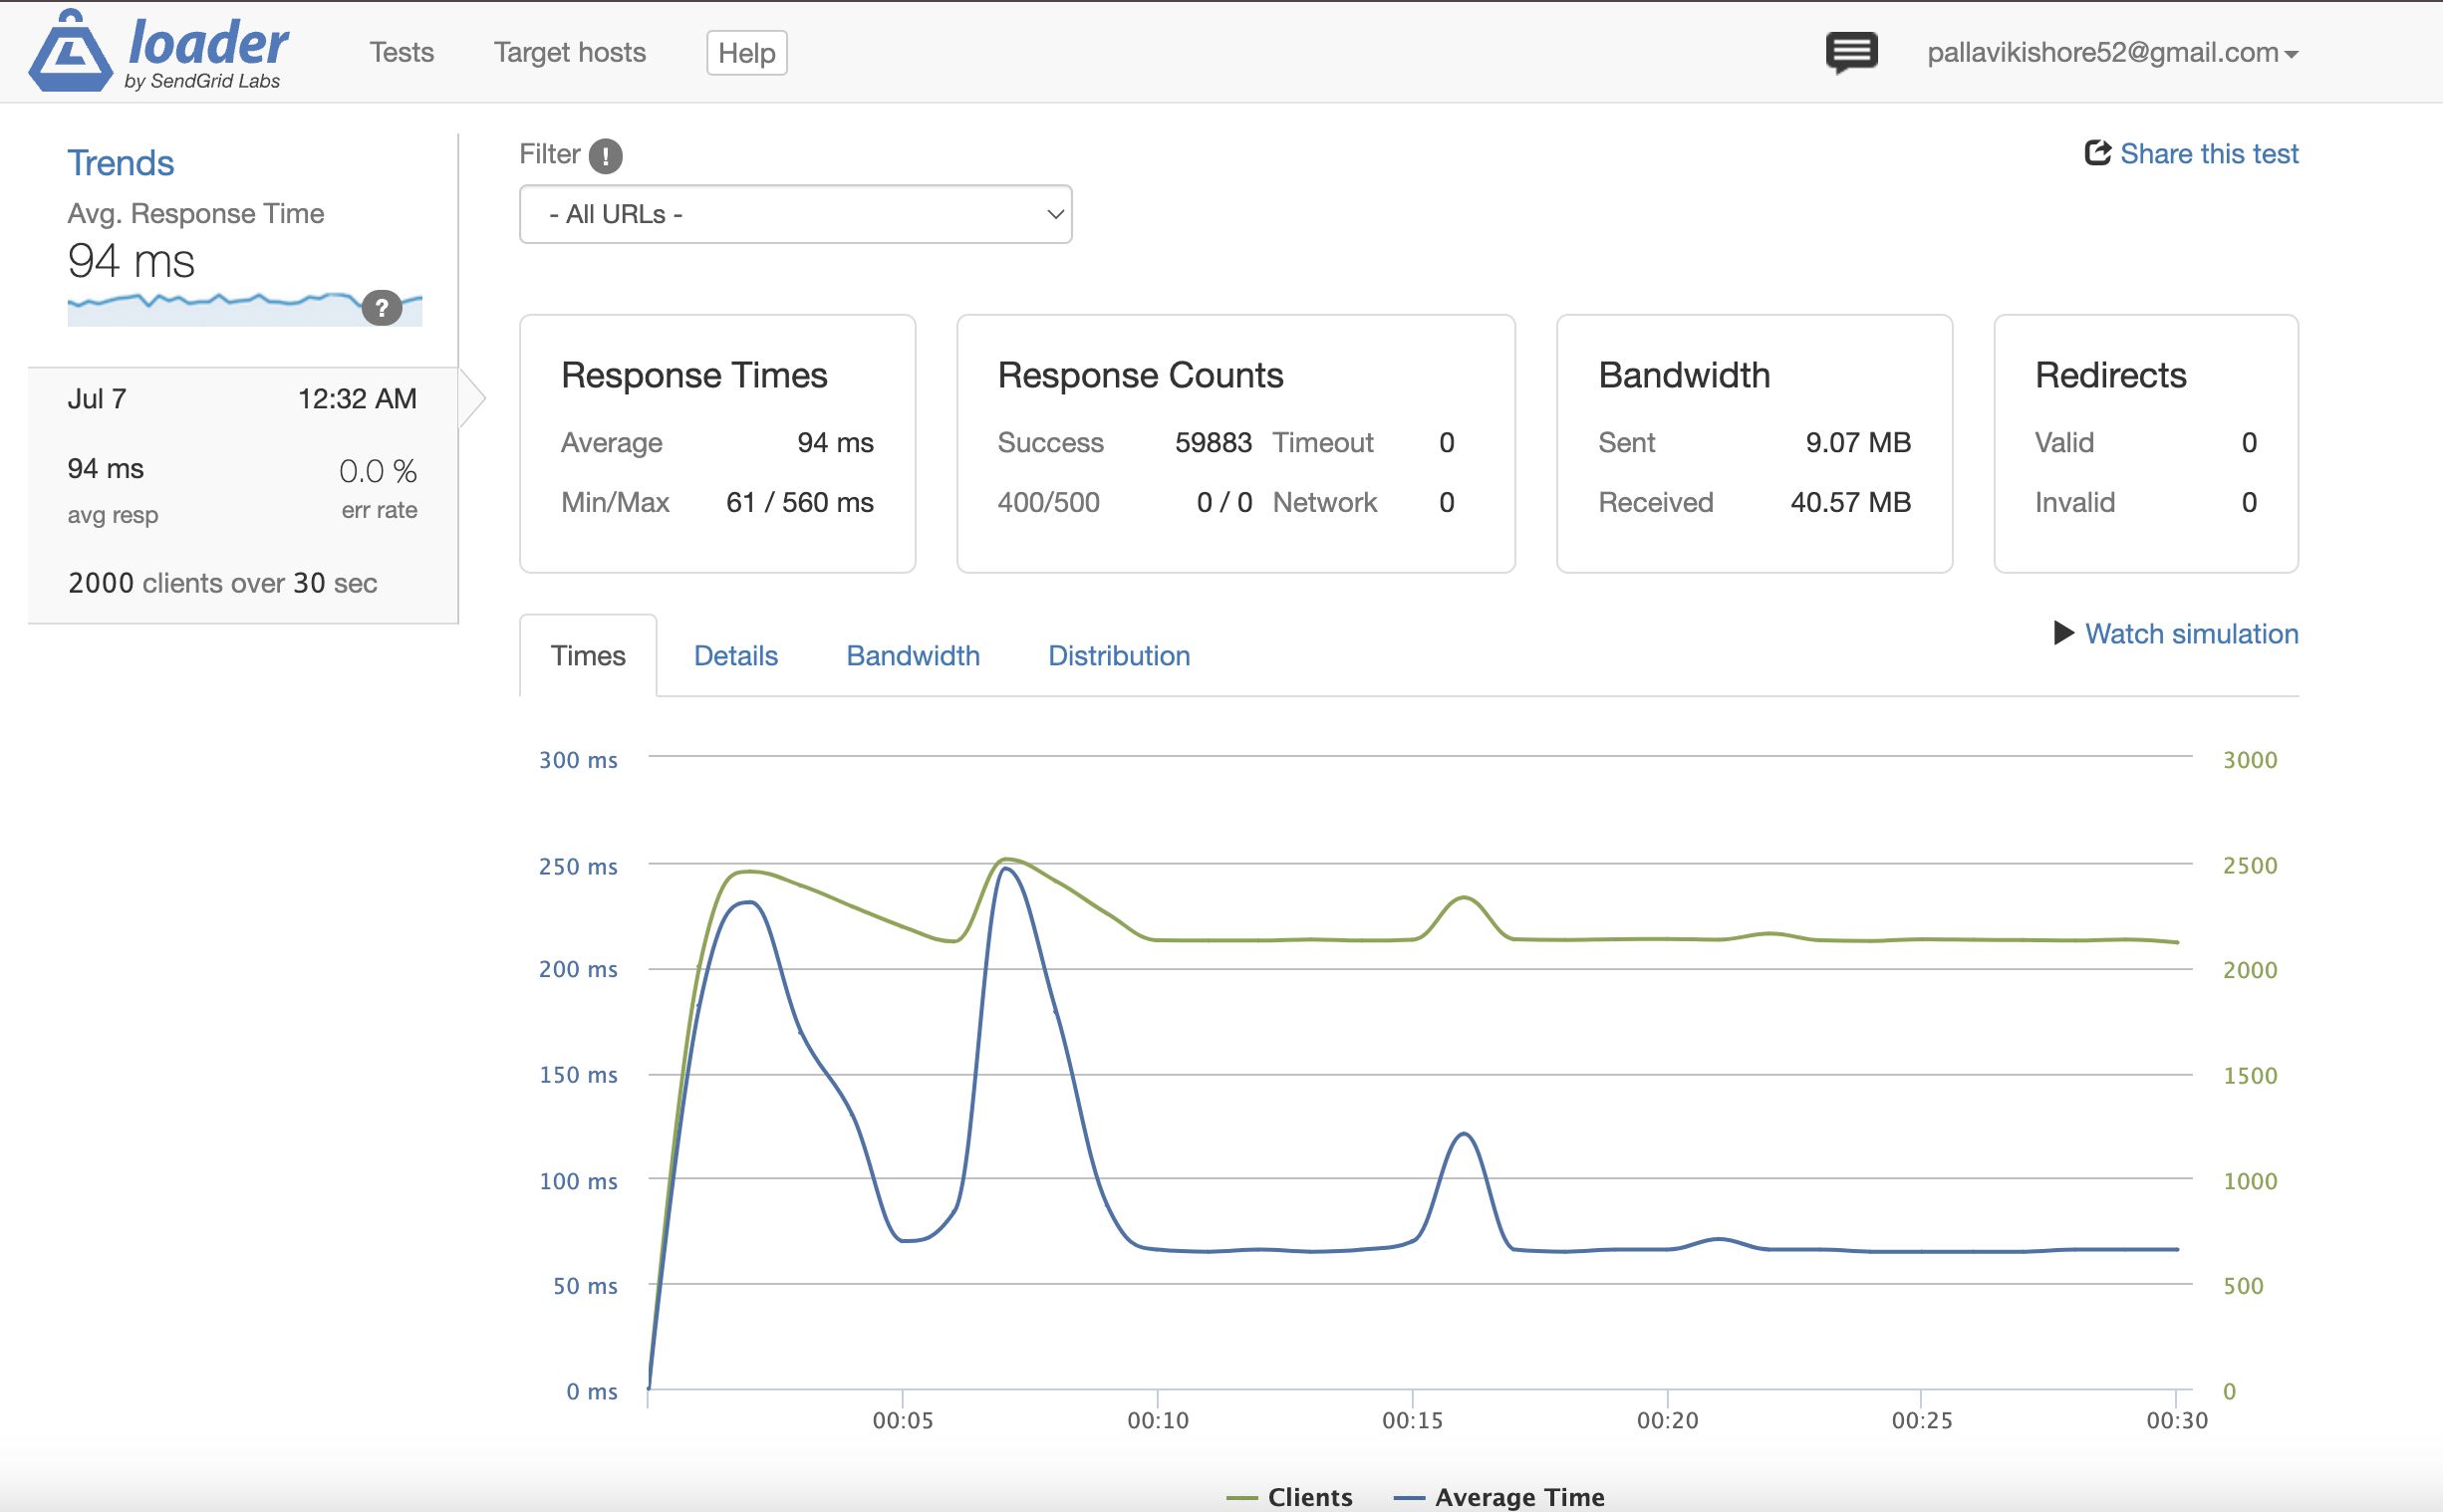 loader
by SendGrid Labs
Tests
Target hosts
Help
pallavikishore52@gmail.com
Trends
Avg. Response Time
94 ms
?
Jul 7 12:32 AM
94 ms 0.0 %
avg resp err rate
2000 clients over 30 sec
Filter !
- All URLs -
Share this test
Response Times
Average 94 ms
Min/Max 61 / 560 ms
Response Counts
Success 59883 Timeout 0
400/500 0 / 0 Network 0
Bandwidth
Sent 9.07 MB
Received 40.57 MB
Redirects
Valid 0
Invalid 0
Times Details Bandwidth Distribution
Watch simulation
300 ms 3000
250 ms 2500
200 ms 2000
150 ms 1500
100 ms 1000
50 ms 500
0 ms 0
00:05 00:10 00:15 00:20 00:25 00:30
Clients Average Time